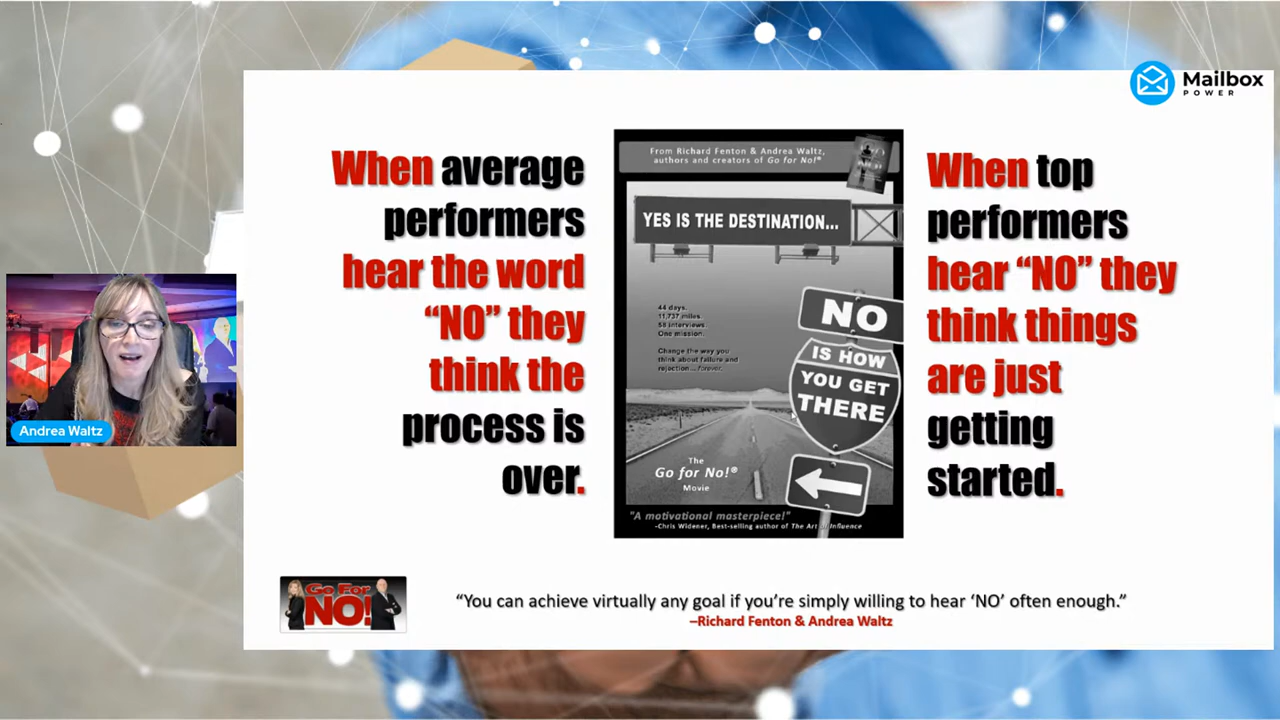 Mailbox
POWER
When average
performers
hear the word
“NO” they
think the
process is
over.
From Richard Fenton & Andrea Waltz,
authors and creators of Go for No!®
YES IS THE DESTINATION...
44 days.
11,737 miles.
58 interviews.
One mission.
Change the way you
think about failure and
rejection... forever.
NO
IS HOW
YOU GET
THERE
The
Go for No!®
Movie
"A motivational masterpiece!"
-Chris Widener, Best-selling author of The Art of Influence
When top
performers
hear “NO” they
think things
are just
getting
started.
Andrea Waltz
Go For
NO!
“You can achieve virtually any goal if you’re simply willing to hear ‘NO’ often enough.”
–Richard Fenton & Andrea Waltz